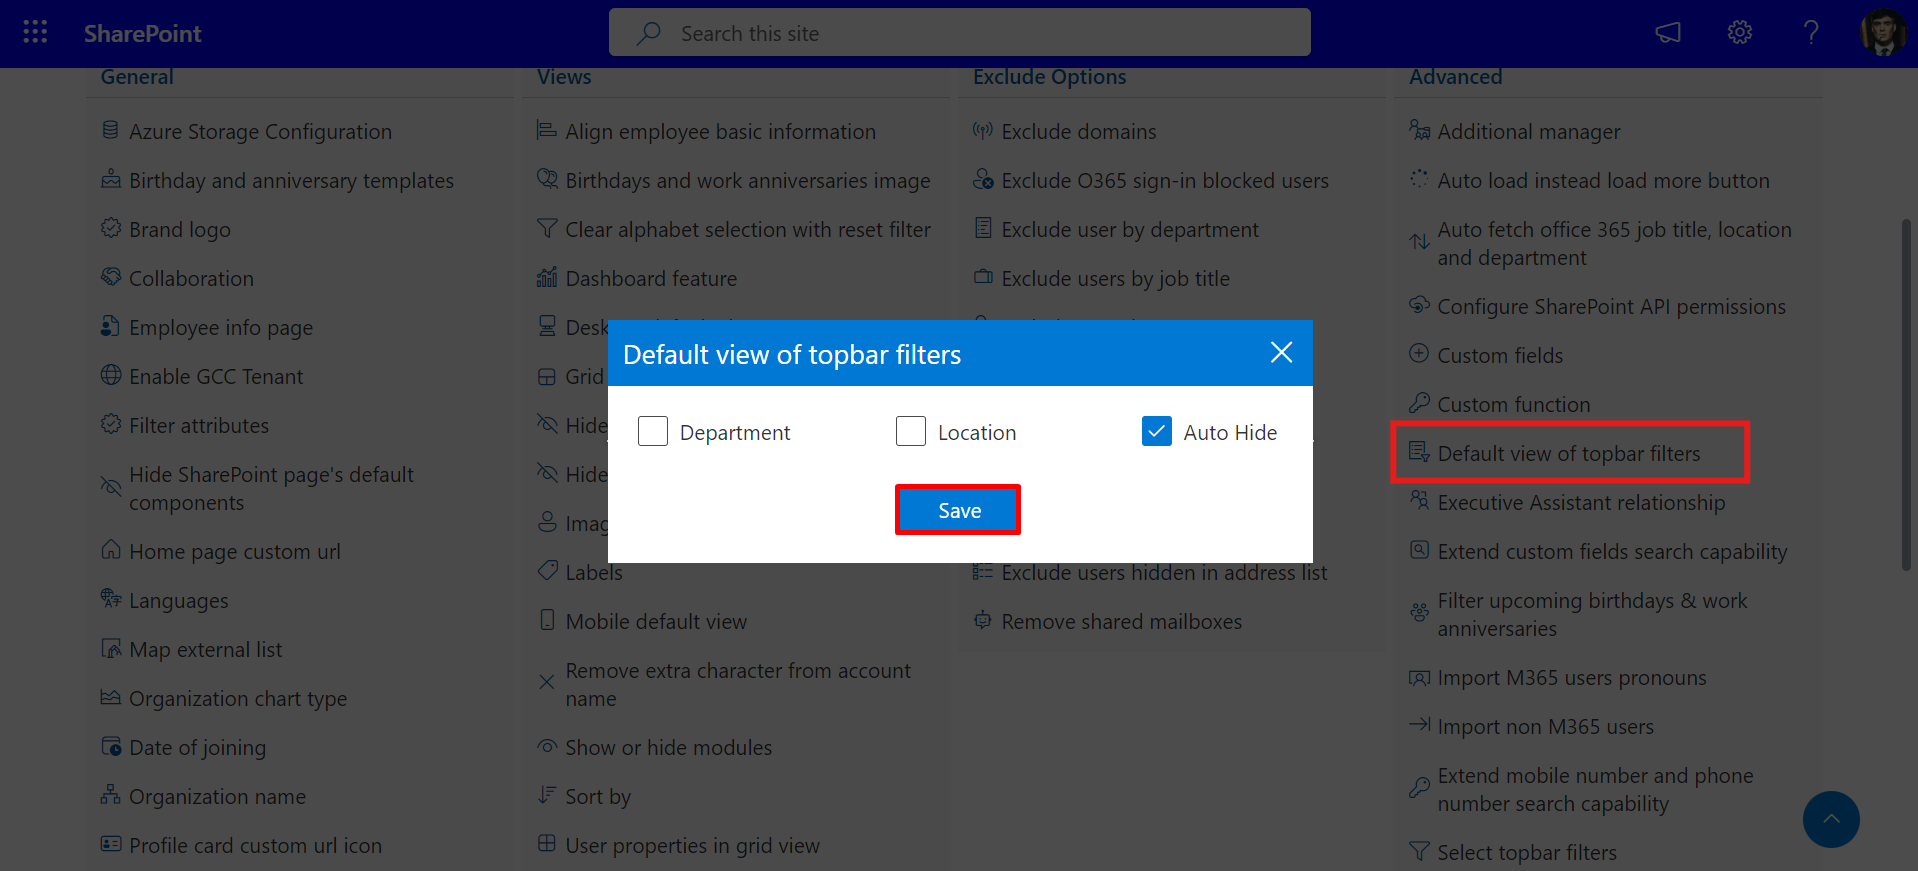 SharePoint
Search this site
General
Azure Storage Configuration
Birthday and anniversary templates
Brand logo
Collaboration
Employee info page
Enable GCC Tenant
Filter attributes
Hide SharePoint page's default
components
Home page custom url
Languages
Map external list
Organization chart type
Date of joining
Organization name
Profile card custom url icon
Views
Align employee basic information
Birthdays and work anniversaries image
Clear alphabet selection with reset filter
Dashboard feature
Grid
Hide
Hide
Labels
Mobile default view
Remove extra character from account
name
Show or hide modules
Sort by
User properties in grid view
Exclude Options
Exclude domains
Exclude O365 sign-in blocked users
Exclude user by department
Exclude users by job title
Exclude users hidden in address list
Remove shared mailboxes
Advanced
Additional manager
Auto load instead load more button
Auto fetch office 365 job title, location
and department
Configure SharePoint API permissions
Custom fields
Custom function
Default view of topbar filters
Executive Assistant relationship
Extend custom fields search capability
Filter upcoming birthdays & work
anniversaries
Import M365 users pronouns
Import non M365 users
Extend mobile number and phone
number search capability
Select topbar filters
Default view of topbar filters
Department
Location
Auto Hide
Save